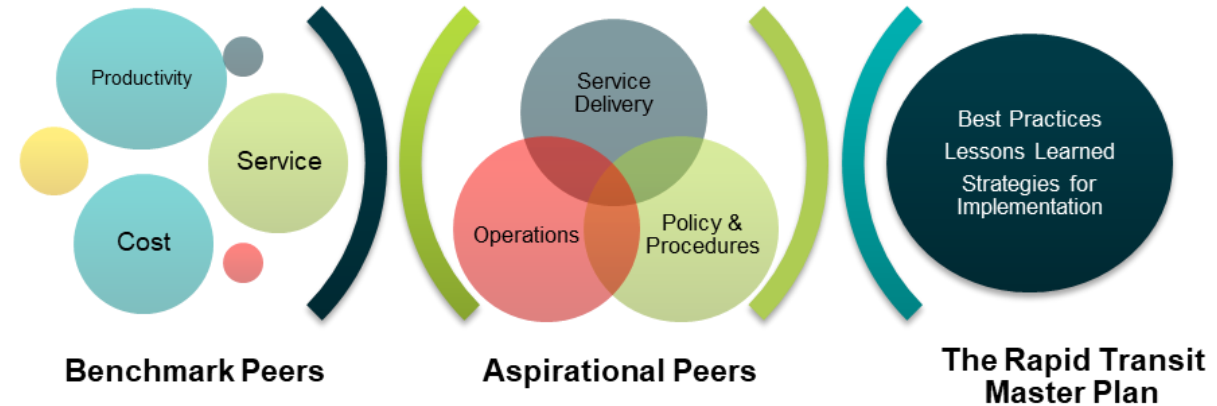 Productivity
Service
Cost
Benchmark Peers
Service
Delivery
Operations
Policy &
Procedures
Aspirational Peers
Best Practices
Lessons Learned
Strategies for
Implementation
The Rapid Transit
Master Plan